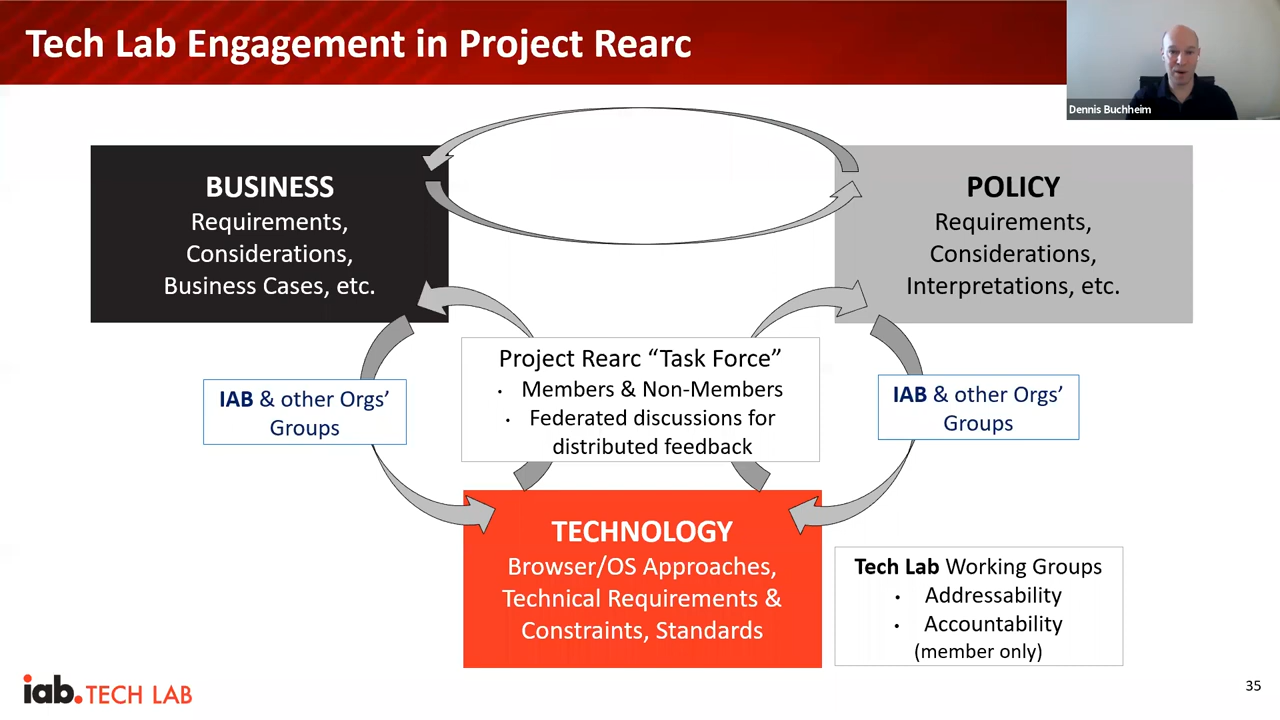 Tech Lab Engagement in Project Rearc
Dennis Buchheim
BUSINESS
Requirements,
Considerations,
Business Cases, etc.
POLICY
Requirements,
Considerations,
Interpretations, etc.
Project Rearc “Task Force”
• Members & Non-Members
• Federated discussions for
distributed feedback
IAB & other Orgs’
Groups
IAB & other Orgs’
Groups
TECHNOLOGY
Browser/OS Approaches,
Technical Requirements &
Constraints, Standards
Tech Lab Working Groups
• Addressability
• Accountability
(member only)
iab.TECH LAB
35